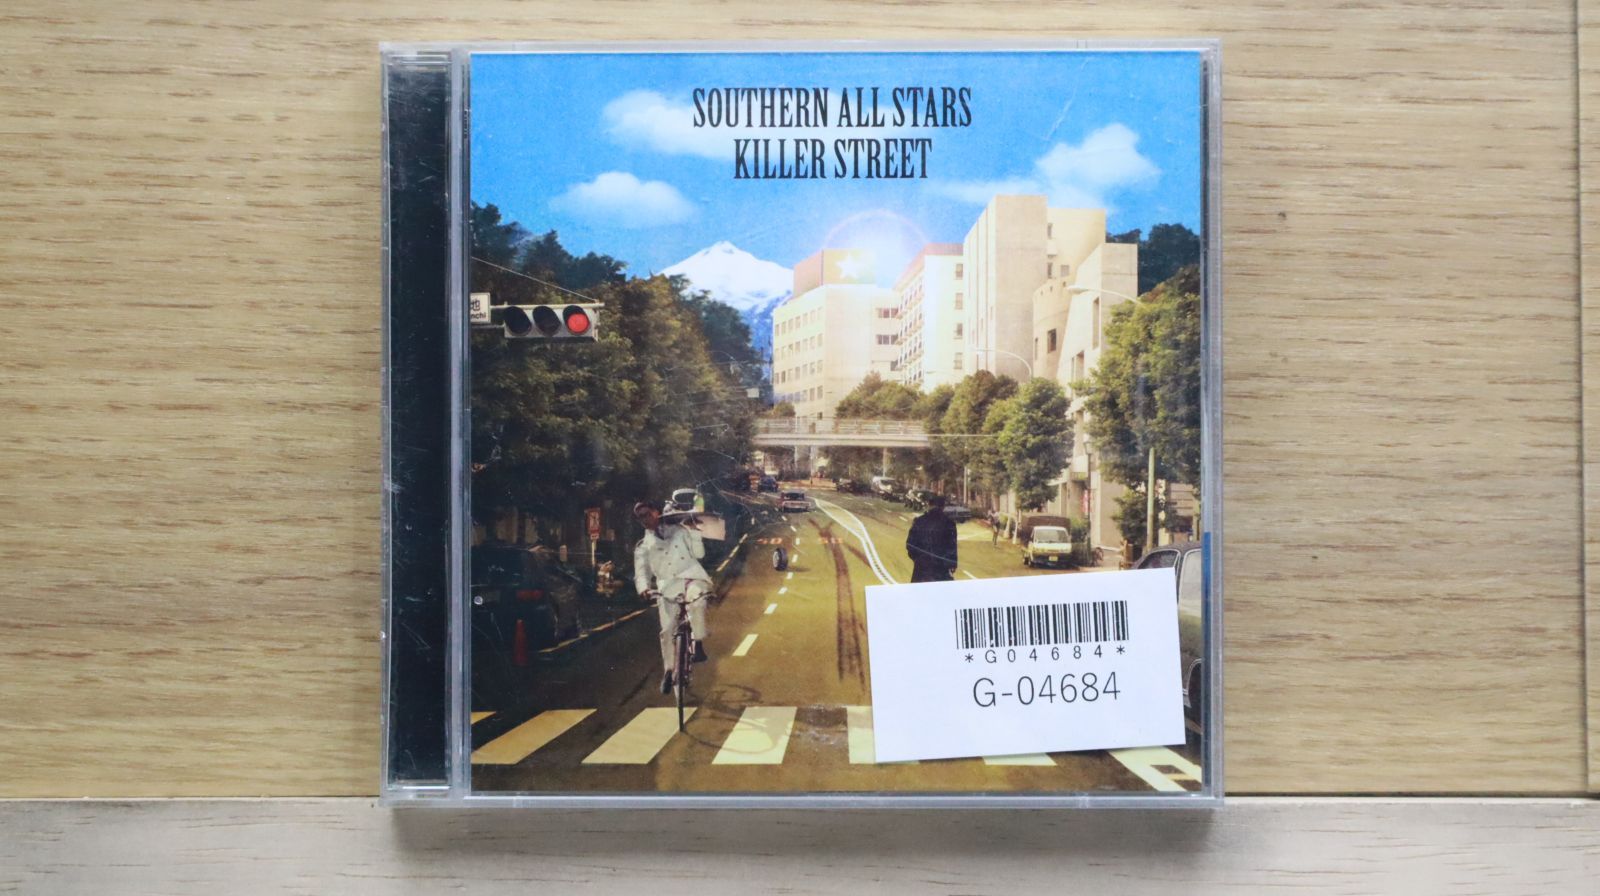 SOUTHERN ALL STARS
KILLER STREET
*G04684*
G-04684